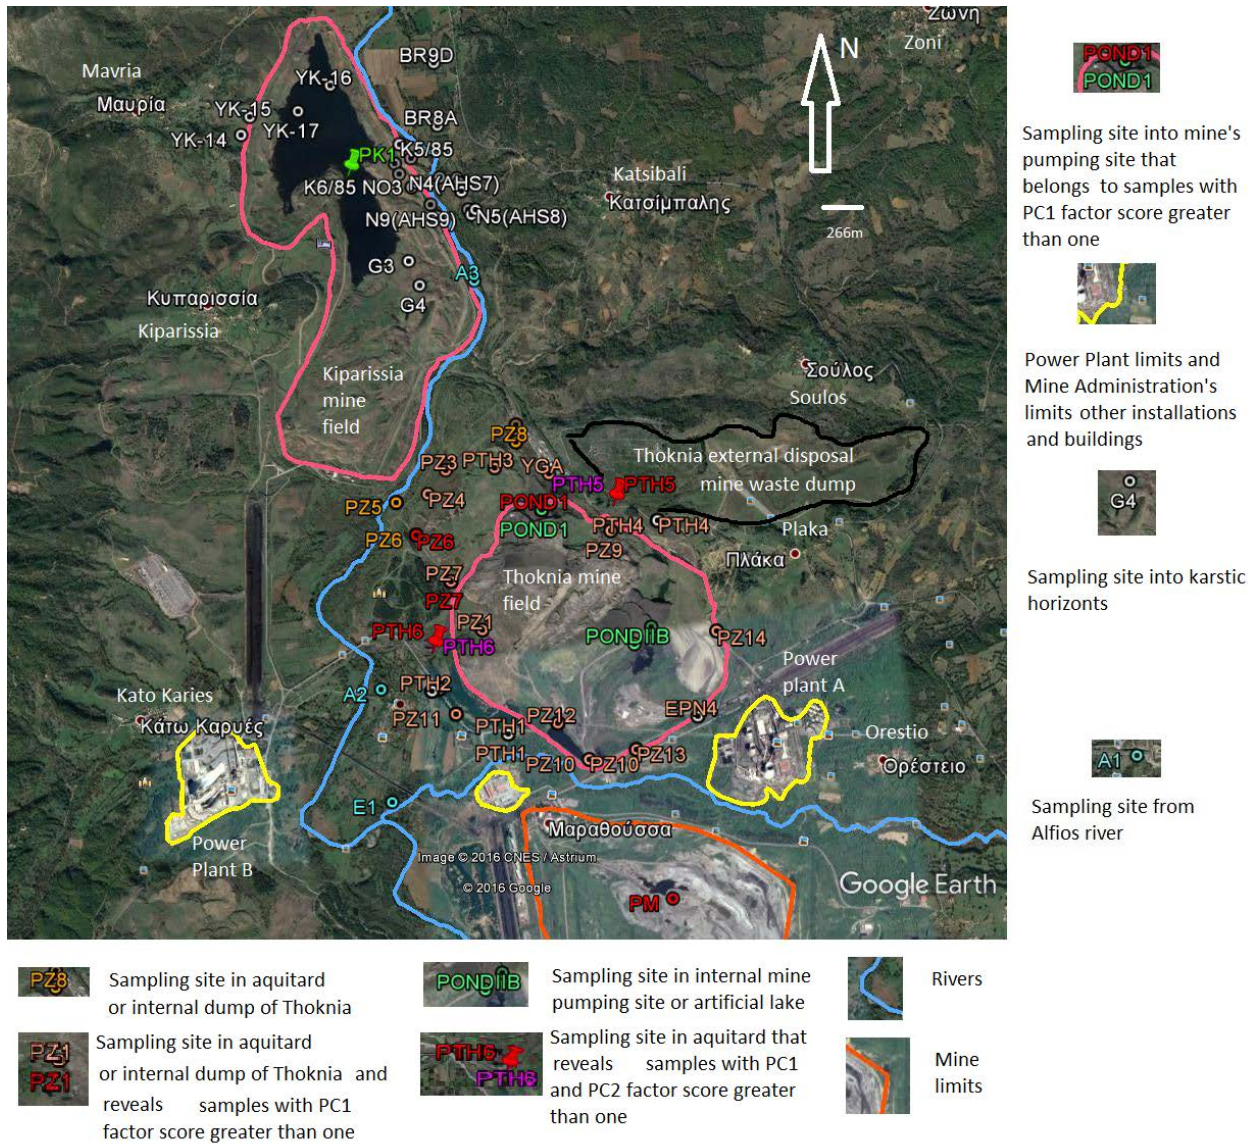 Ζώνη
Zoni
N
BR9D
Mavria
Μαυρία
YK-16
YK-15
YK-17
YK-14
BR8A
PK1
K5/85
K6/85
NO3
N4(AHS7)
N9(AHS9)
N5(AHS8)
Katsibali
Κατσίμπαλης
266m
G3
A3
G4
Κυπαρισσία
Kiparissia
Kiparissia
mine
field
Σούλος
Soulos
PZ8
Thoknia external disposal
mine waste dump
PZ3
PTH3
YGA
PTH5
PTH5
PZ4
PZ5
POND1
POND1
PTH4
PTH4
PZ6
PZ6
PZ9
Plaka
Πλάκα
PZ7
PZ7
Thoknia mine
field
PZ1
PTH6
PTH6
PONDIIB
PZ14
Power
plant A
Kato Karies
Κάτω Καρυές
A2
PTH2
PZ11
PTH1
PTH1
PZ12
EPN4
PZ10
PZ10
PZ13
Orestio
Ορέστειο
E1
Μαραθούσσα
Power
Plant B
Image © 2016 CNES / Astrium
© 2016 Google
Google Earth
PM
POND1
POND1
Sampling site into mine's
pumping site that
belongs to samples with
PC1 factor score greater
than one
Power Plant limits and
Mine Administration's
limits other installations
and buildings
G4
Sampling site into karstic
horizonts
A1
Sampling site from
Alfios river
PZ8
Sampling site in aquitard
or internal dump of Thoknia
PZ1
PZ1
Sampling site in aquitard
or internal dump of Thoknia and
reveals samples with PC1
factor score greater than one
PONDIIB
Sampling site in internal mine
pumping site or artificial lake
PTH6
PTH6
Sampling site in aquitard that
reveals samples with PC1
and PC2 factor score greater
than one
Rivers
Mine
limits